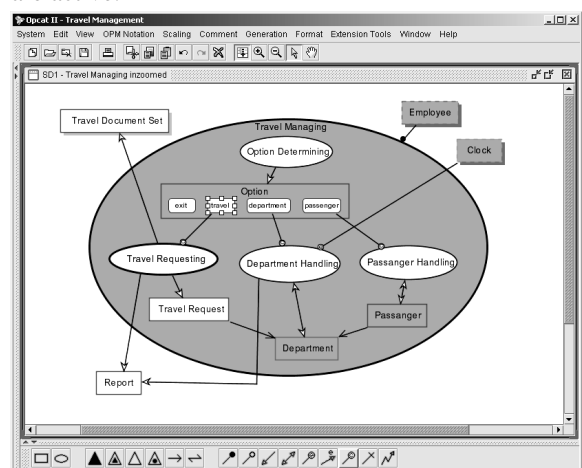 Opcat II - Travel Management
System Edit View OPM Notation Scaling Comment Generation Format Extension Tools Window Help
SD1 - Travel Managing inzoomed
Employee
Travel Document Set
Travel Managing
Clock
Option Determining
Option
exit travel department passenger
Travel Requesting
Department Handling
Passanger Handling
Travel Request
Passanger
Department
Report